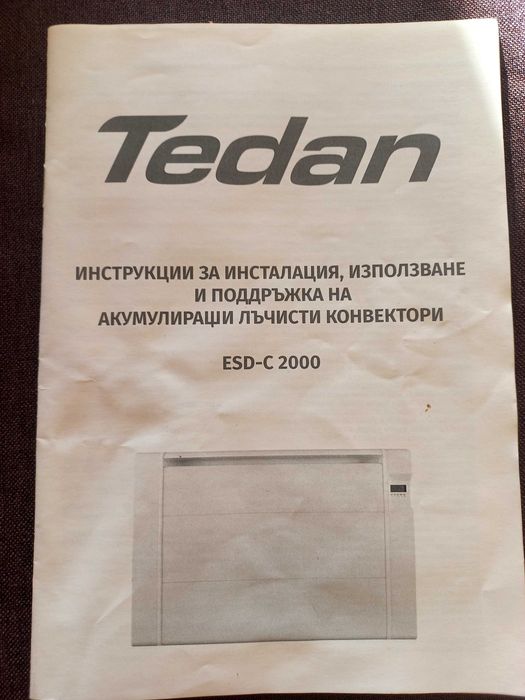 Tedan
ИНСТРУКЦИИ ЗА ИНСТАЛАЦИЯ, ИЗПОЛЗВАНЕ
И ПОДДРЪЖКА НА
АКУМУЛИРАЩИ ЛЪЧИСТИ КОНВЕКТОРИ
ESD-C 2000